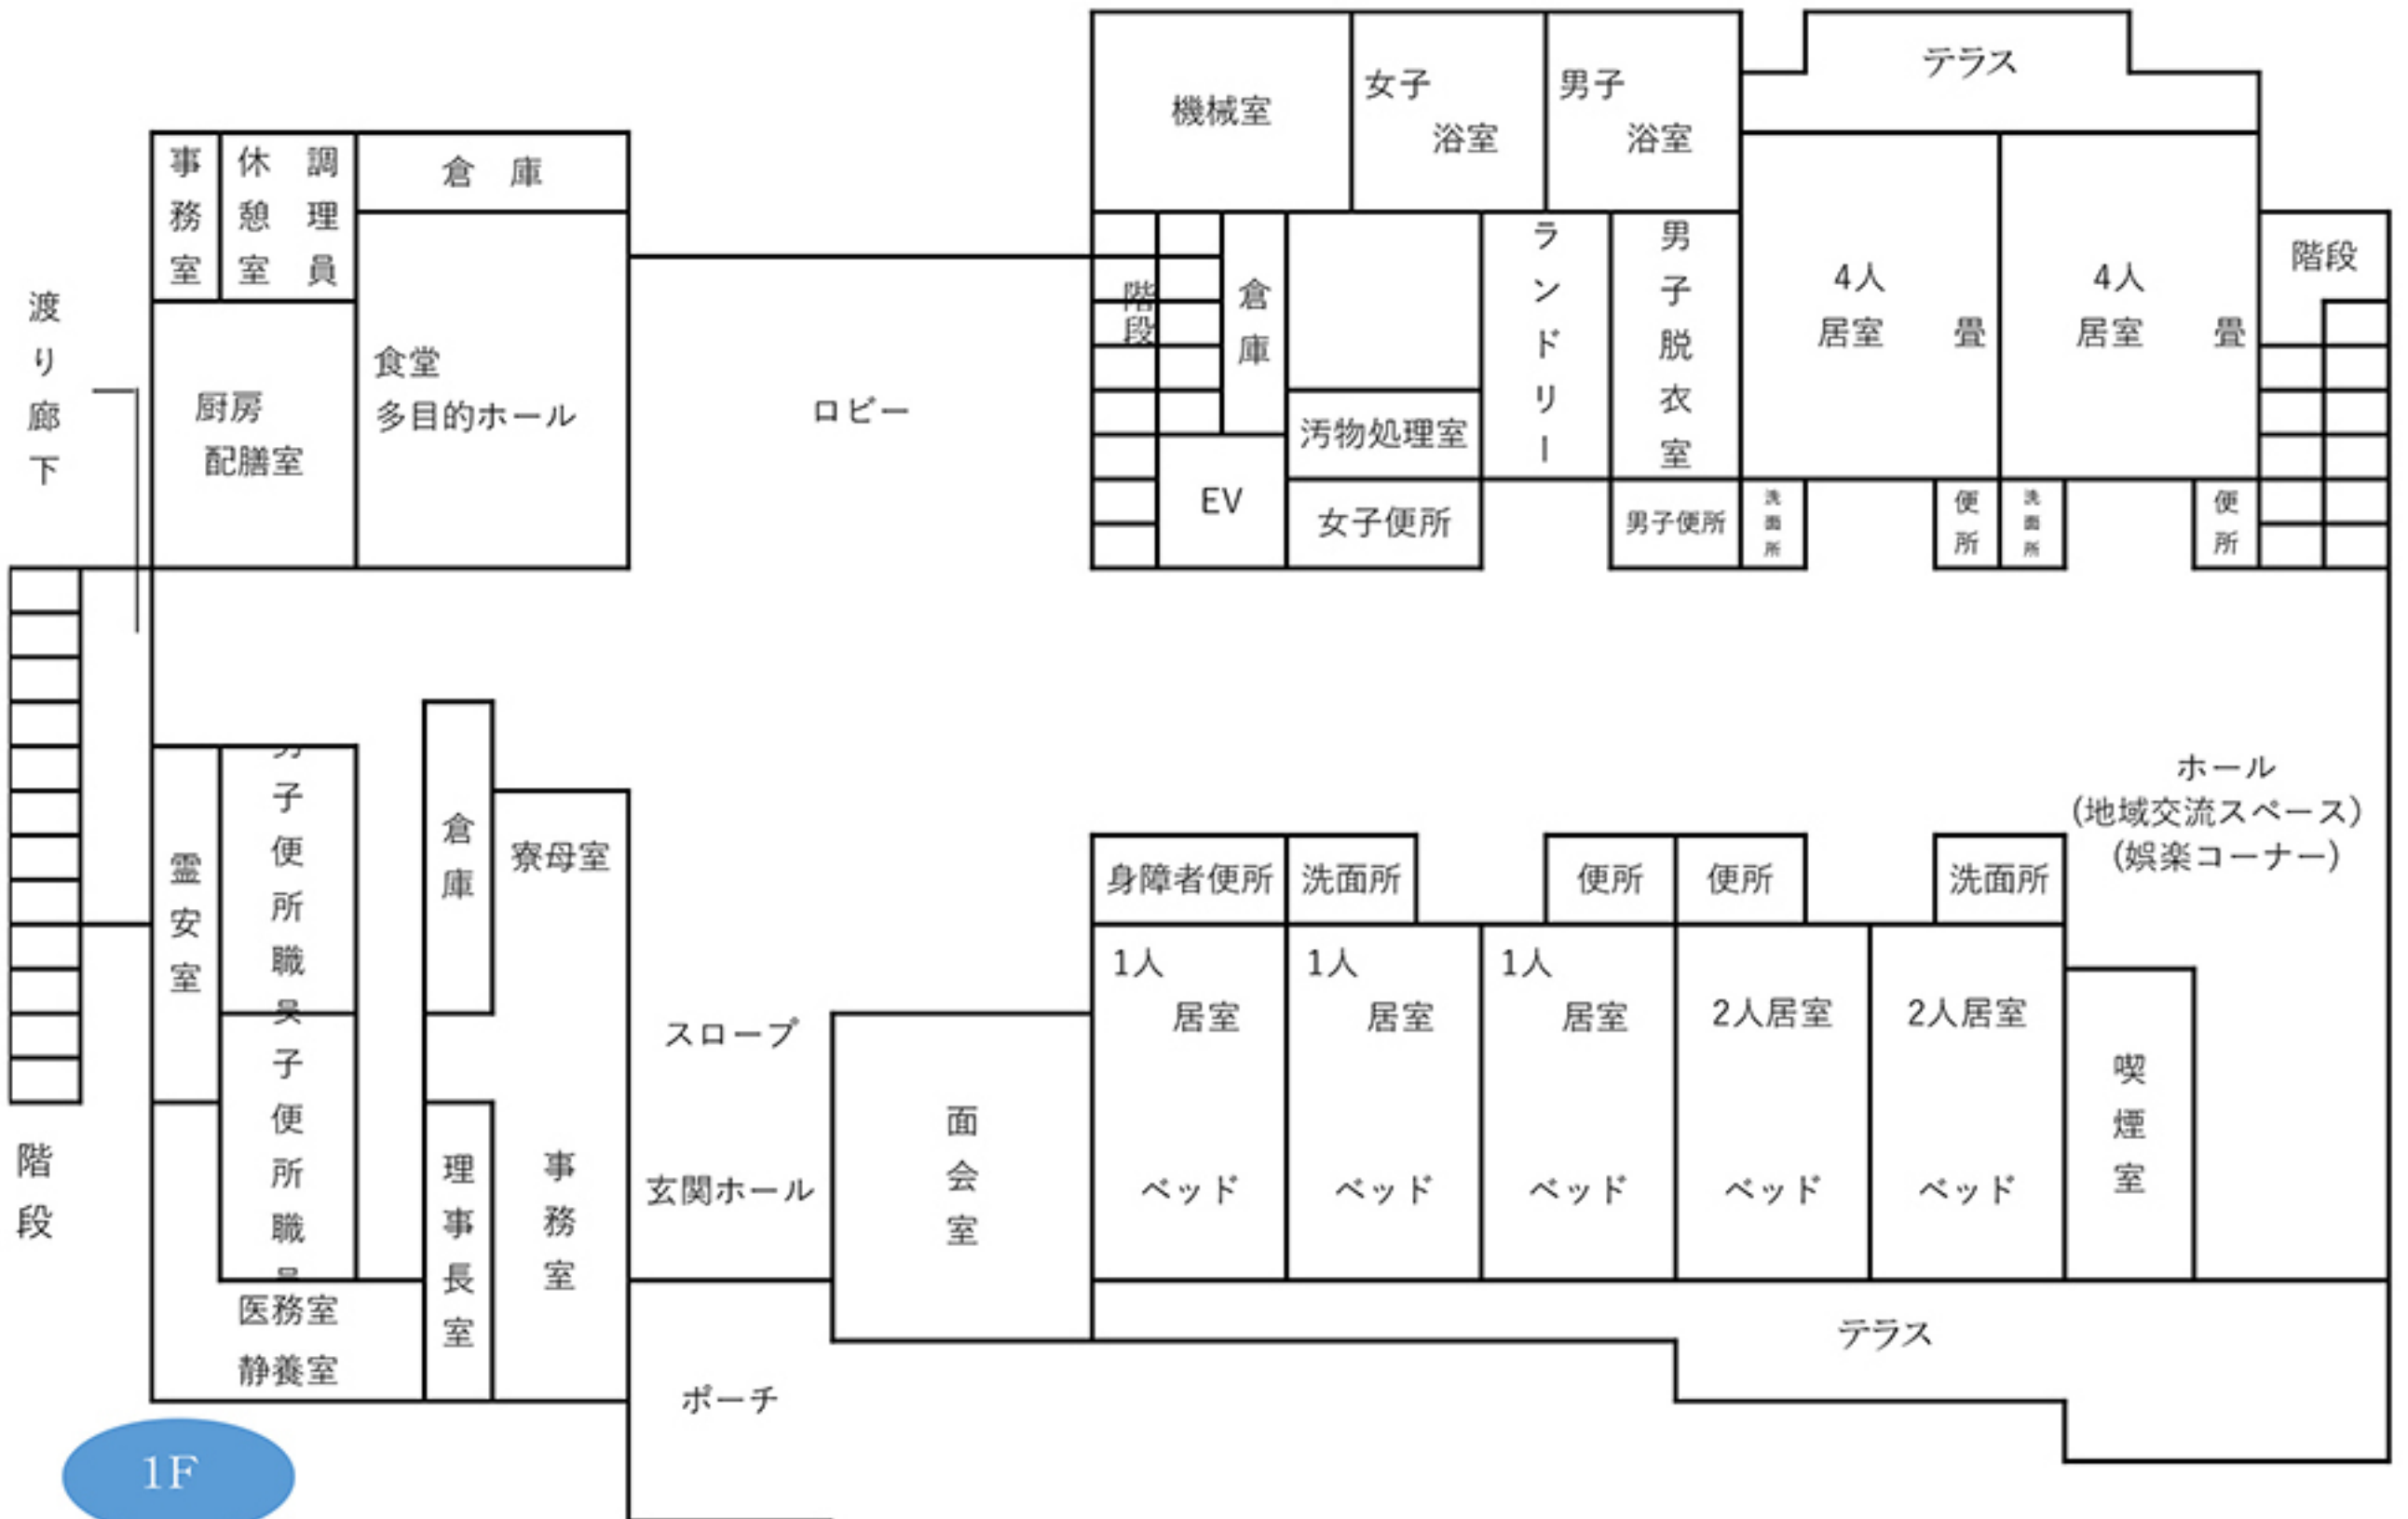 テラス
機械室
女子
浴室
男子
浴室
事務室
調理員
休憩室
倉 庫
階段
倉庫
ランドリー
男子脱衣室
4人
居室 畳
4人
居室 畳
階段
渡り廊下
厨房
配膳室
食堂
多目的ホール
ロビー
汚物処理室
EV
女子便所
男子便所
洗面所
便所
洗面所
便所
ホール
(地域交流スペース)
(娯楽コーナー)
霊安室
男子便所職員
子便所職
倉庫
寮母室
身障者便所
洗面所
便所
便所
洗面所
1人
居室
ベッド
1人
居室
ベッド
1人
居室
ベッド
2人居室
ベッド
2人居室
ベッド
喫煙室
スロープ
面会室
玄関ホール
階段
理事長室
事務室
医務室
静養室
ポーチ
テラス
1F